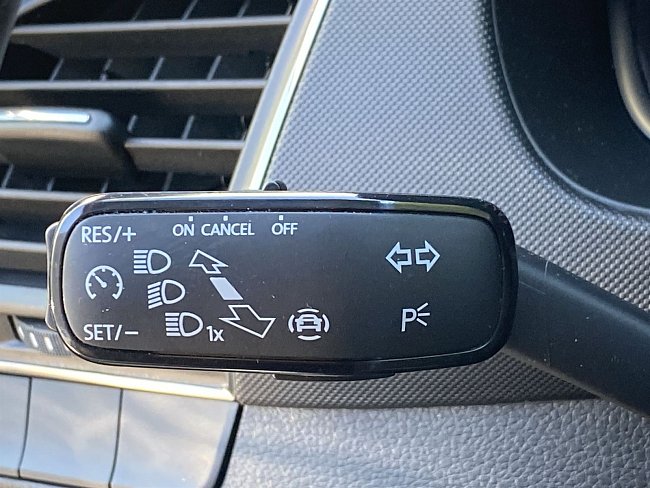 RES/+ ON CANCEL OFF
1x
SET/− P